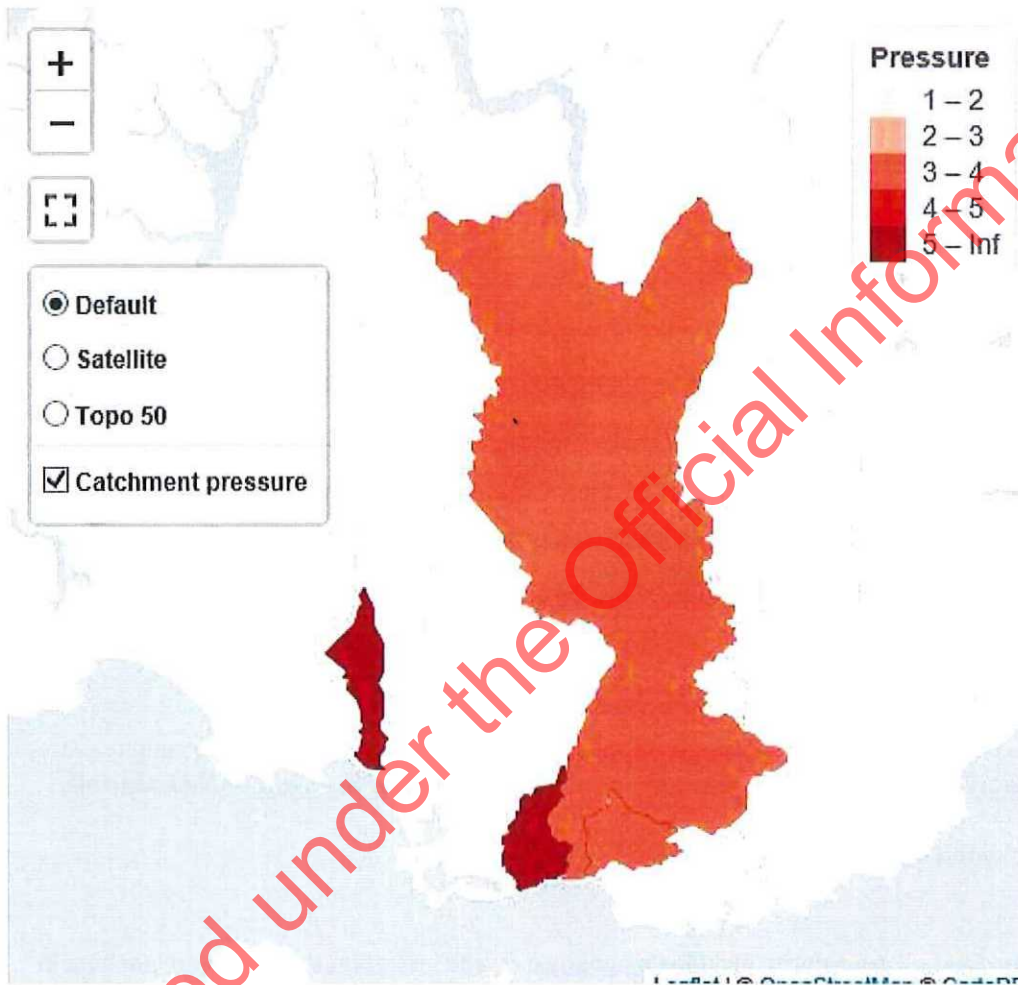 +
−
Default
Satellite
Topo 50
Catchment pressure
Pressure
1 – 2
2 – 3
3 – 4
4 – 5
5 – Inf
under the Official